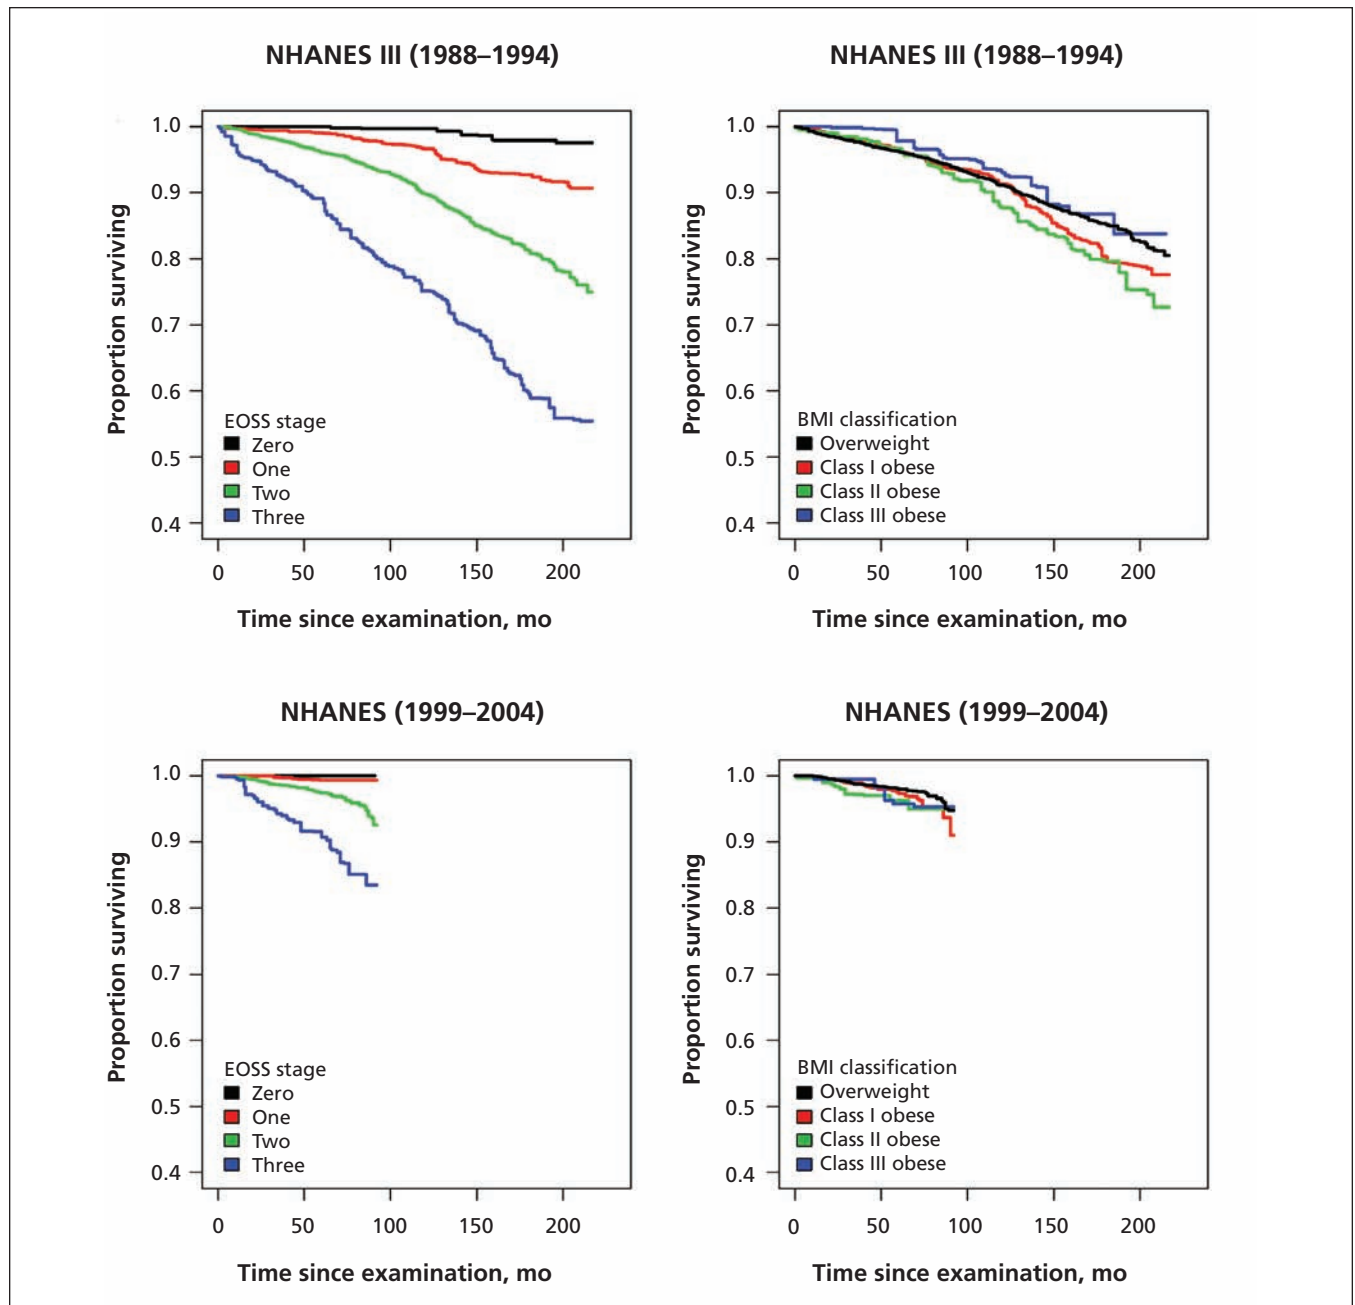 NHANES III (1988–1994)
1.0
0.9
0.8
0.7
0.6
0.5
0.4
Proportion surviving
EOSS stage
Zero
One
Two
Three
0 50 100 150 200
Time since examination, mo
NHANES III (1988–1994)
1.0
0.9
0.8
0.7
0.6
0.5
0.4
Proportion surviving
BMI classification
Overweight
Class I obese
Class II obese
Class III obese
0 50 100 150 200
Time since examination, mo
NHANES (1999–2004)
1.0
0.9
0.8
0.7
0.6
0.5
0.4
Proportion surviving
EOSS stage
Zero
One
Two
Three
0 50 100 150 200
Time since examination, mo
NHANES (1999–2004)
1.0
0.9
0.8
0.7
0.6
0.5
0.4
Proportion surviving
BMI classification
Overweight
Class I obese
Class II obese
Class III obese
0 50 100 150 200
Time since examination, mo